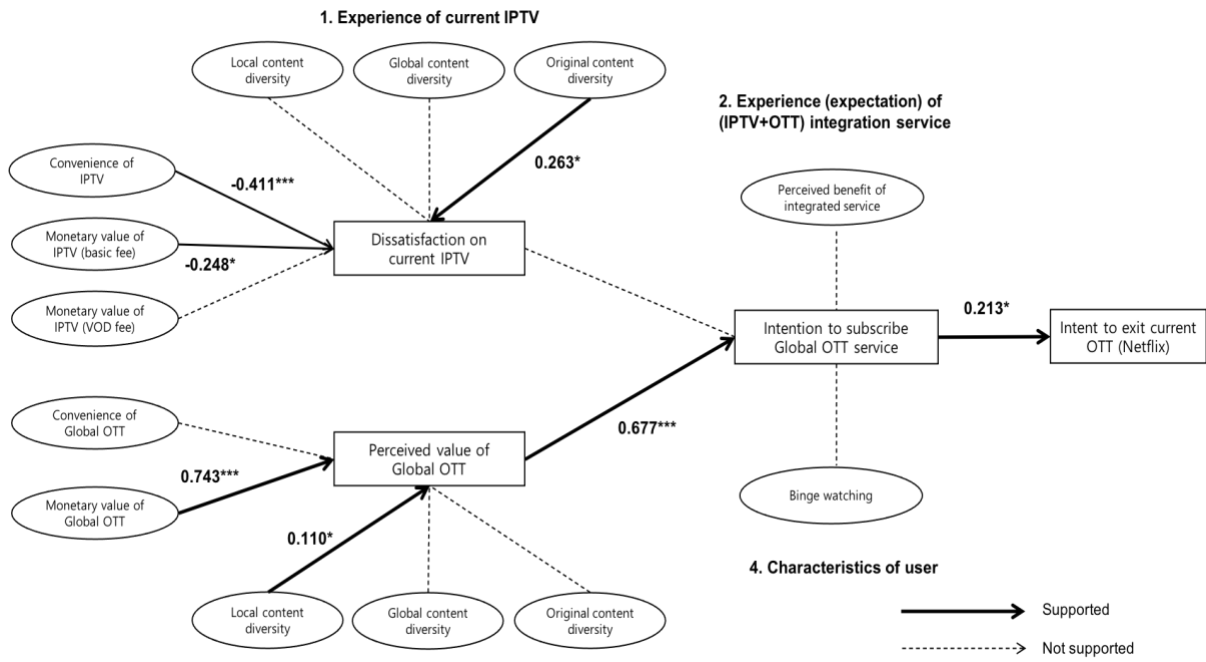 1. Experience of current IPTV
Local content
diversity
Global content
diversity
Original content
diversity
2. Experience (expectation) of
(IPTV+OTT) integration service
Convenience of
IPTV
-0.411***
0.263*
Perceived benefit of
integrated service
Monetary value of
IPTV (basic fee)
-0.248*
Dissatisfaction on
current IPTV
Monetary value of
IPTV (VOD fee)
Intention to subscribe
Global OTT service
0.213*
Intent to exit current
OTT (Netflix)
Convenience of
Global OTT
0.677***
Perceived value of
Global OTT
0.743***
Monetary value of
Global OTT
Binge watching
0.110*
4. Characteristics of user
Local content
diversity
Global content
diversity
Original content
diversity
Supported
Not supported